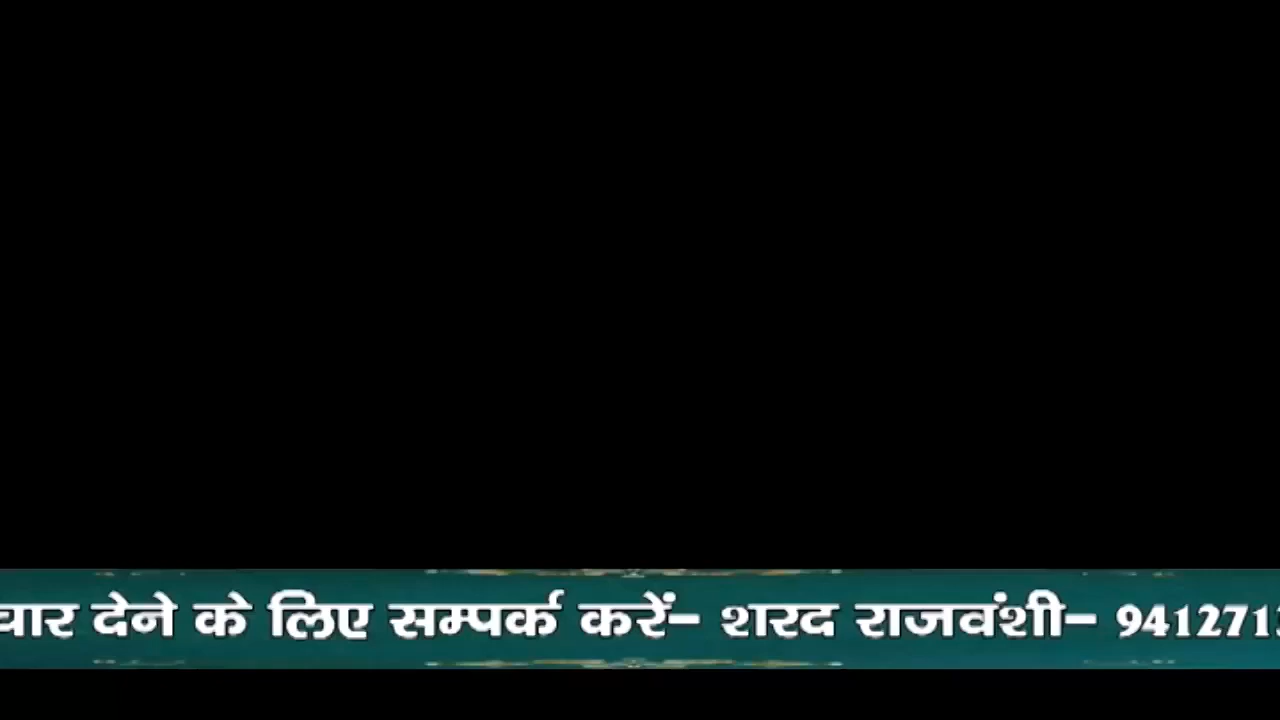 चार देने के लिए सम्पर्क करें- शरद राजवंशी- 941271